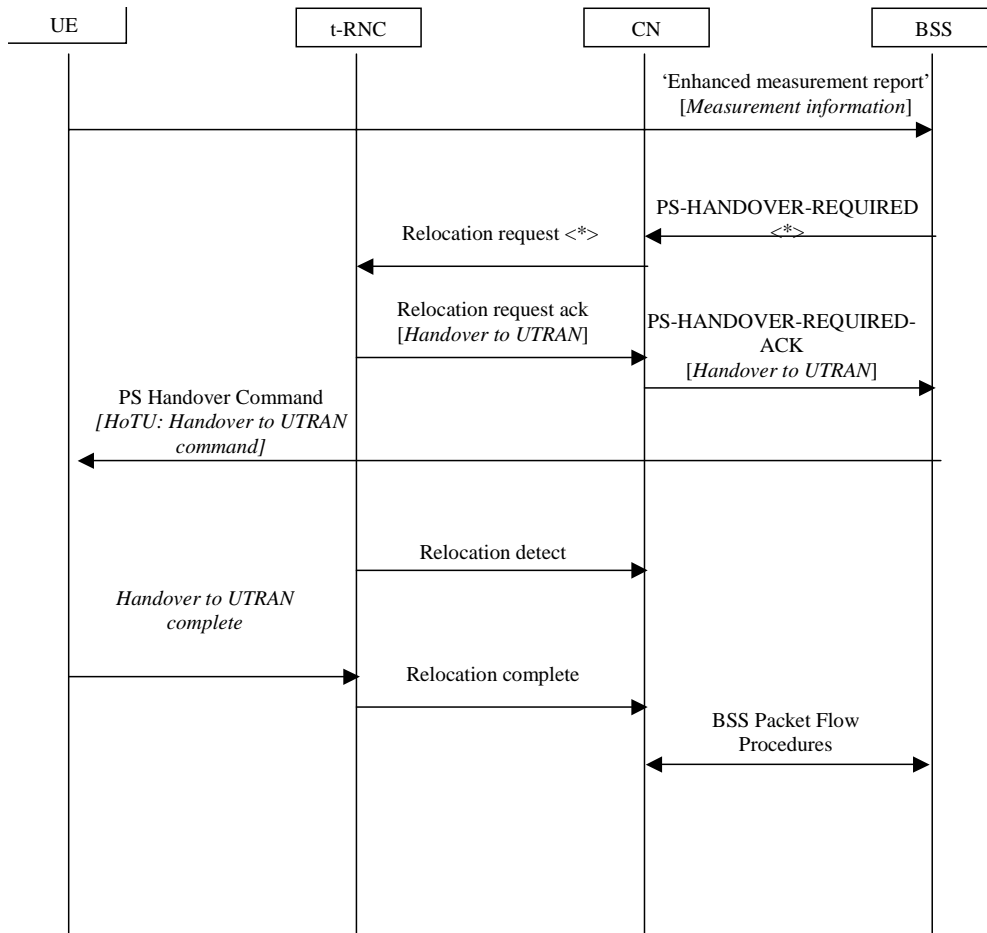 UE
t-RNC
CN
BSS
‘Enhanced measurement report’
[Measurement information]
PS-HANDOVER-REQUIRED
<*>
Relocation request <*>
Relocation request ack
[Handover to UTRAN]
PS-HANDOVER-REQUIRED-
ACK
[Handover to UTRAN]
PS Handover Command
[HoTU: Handover to UTRAN
command]
Relocation detect
Handover to UTRAN
complete
Relocation complete
BSS Packet Flow
Procedures